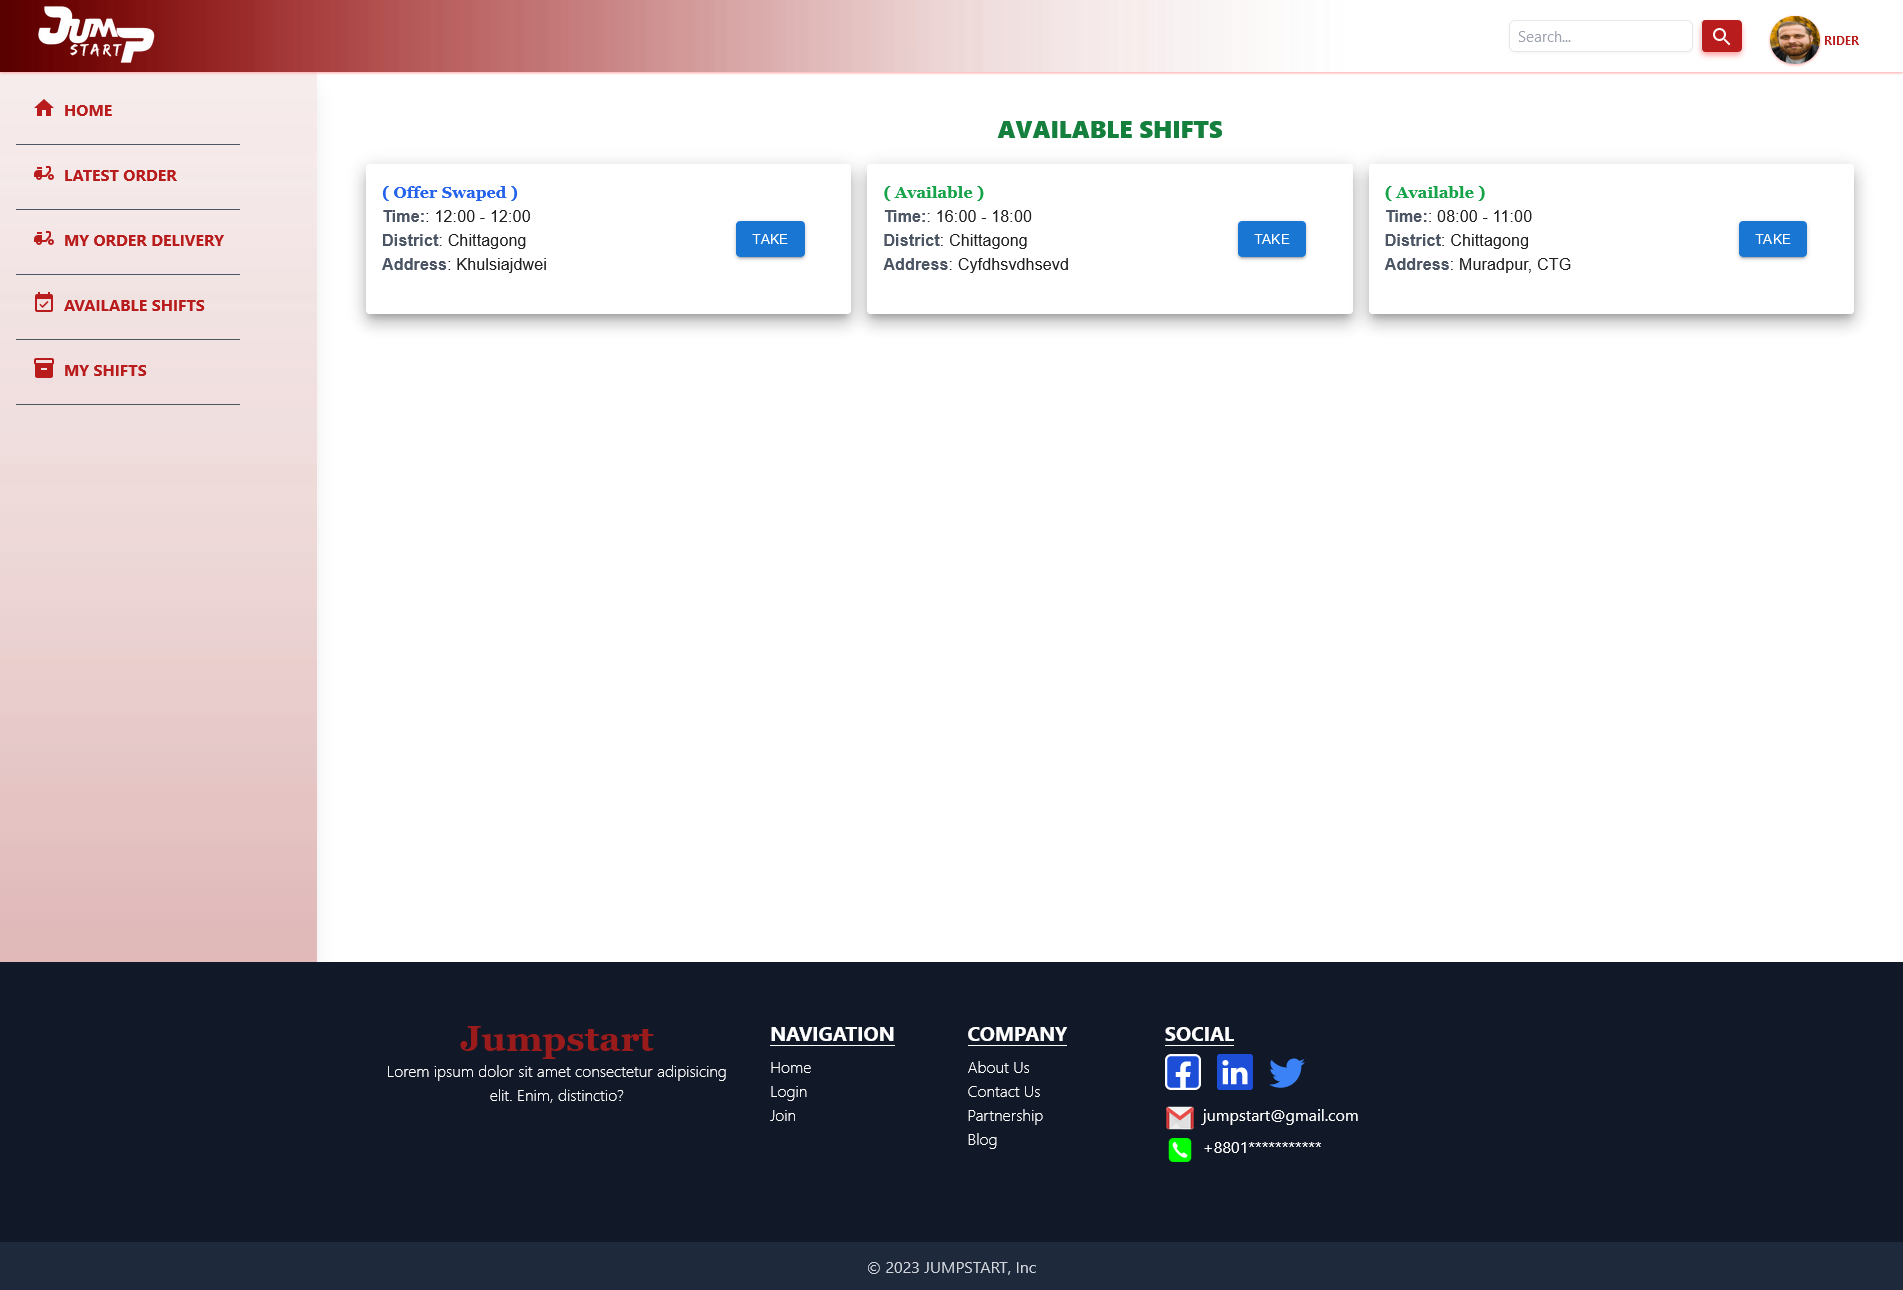 JUMP
START
Search...
RIDER
HOME
LATEST ORDER
MY ORDER DELIVERY
AVAILABLE SHIFTS
MY SHIFTS
AVAILABLE SHIFTS
( Offer Swaped )
Time:: 12:00 - 12:00
District: Chittagong
Address: Khulsiajdwei
TAKE
( Available )
Time:: 16:00 - 18:00
District: Chittagong
Address: Cyfdhsvdhsevd
TAKE
( Available )
Time:: 08:00 - 11:00
District: Chittagong
Address: Muradpur, CTG
TAKE
Jumpstart
Lorem ipsum dolor sit amet consectetur adipisicing
elit. Enim, distinctio?
NAVIGATION
Home
Login
Join
COMPANY
About Us
Contact Us
Partnership
Blog
SOCIAL
jumpstart@gmail.com
+8801***********
© 2023 JUMPSTART, Inc